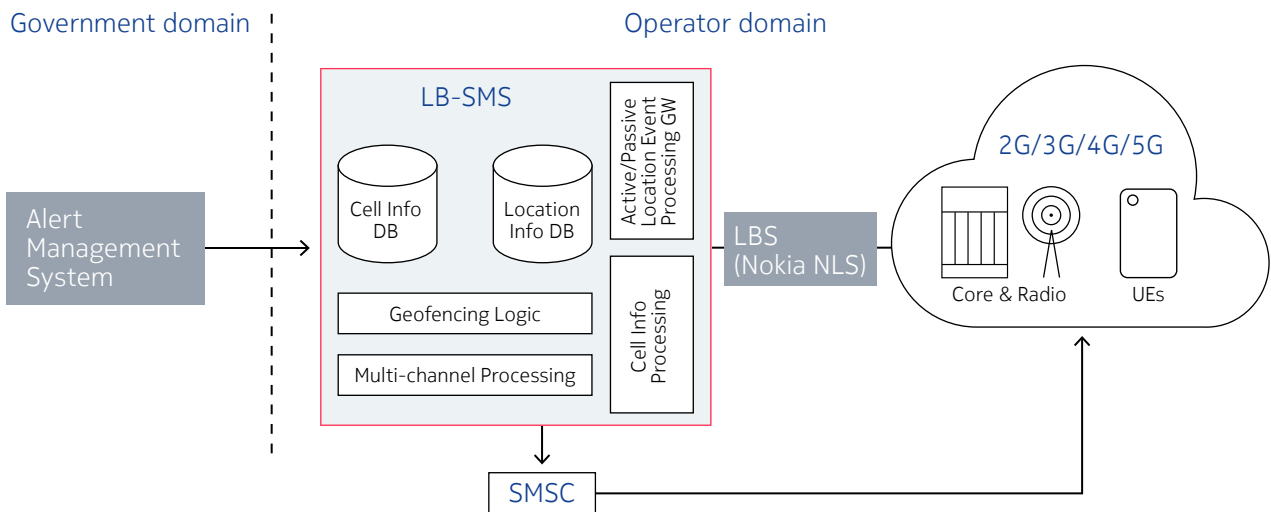 Government domain
Operator domain
Alert
Management
System
LB-SMS
Cell Info
DB
Location
Info DB
Geofencing Logic
Multi-channel Processing
Active/Passive
Location Event
Processing GW
Cell Info
Processing
LBS
(Nokia NLS)
2G/3G/4G/5G
Core & Radio
UEs
SMSC